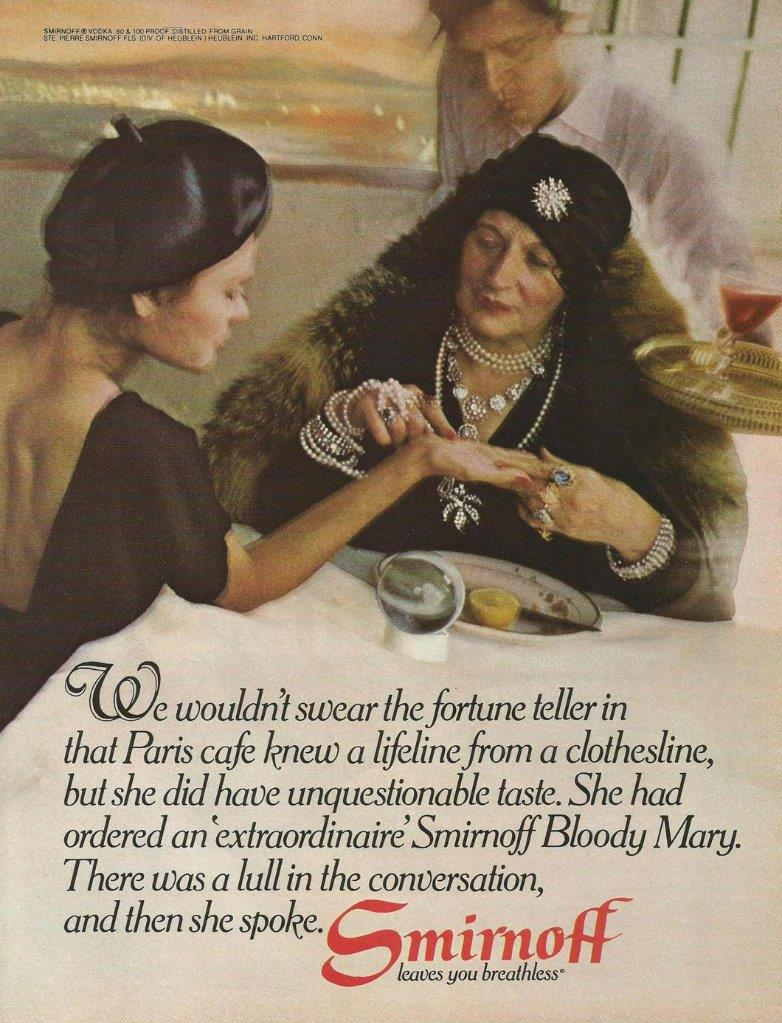 SMIRNOFF® VODKA. 80 & 100 PROOF. DISTILLED FROM GRAIN.
STE. PIERRE SMIRNOFF FLS. (DIV. OF HEUBLEIN) HEUBLEIN, INC. HARTFORD, CONN.
We wouldn't swear the fortune teller in
that Paris cafe knew a lifeline from a clothesline,
but she did have unquestionable taste. She had
ordered an 'extraordinaire' Smirnoff Bloody Mary.
There was a lull in the conversation,
and then she spoke.
Smirnoff
leaves you breathless®